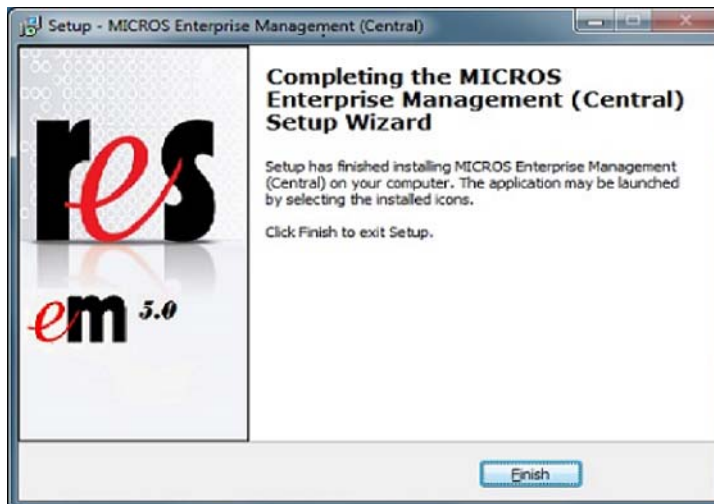 Setup - MICROS Enterprise Management (Central)
res
em 5.0
Completing the MICROS
Enterprise Management (Central)
Setup Wizard
Setup has finished installing MICROS Enterprise Management
(Central) on your computer. The application may be launched
by selecting the installed icons.
Click Finish to exit Setup.
Finish